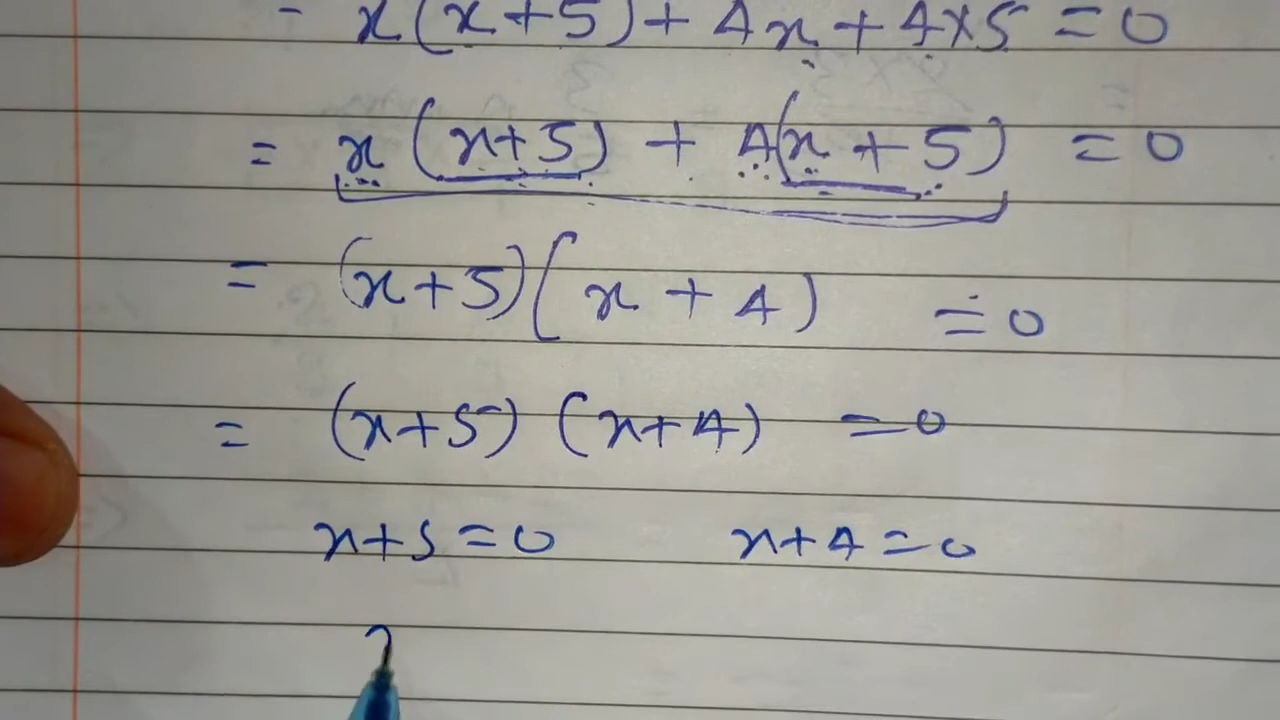 = x(x+5)+4x+4×5=0
= x(x+5)+4(x+5)=0
= (x+5)(x+4)=0
= (x+5)(x+4)=0
x+5=0 x+4=0